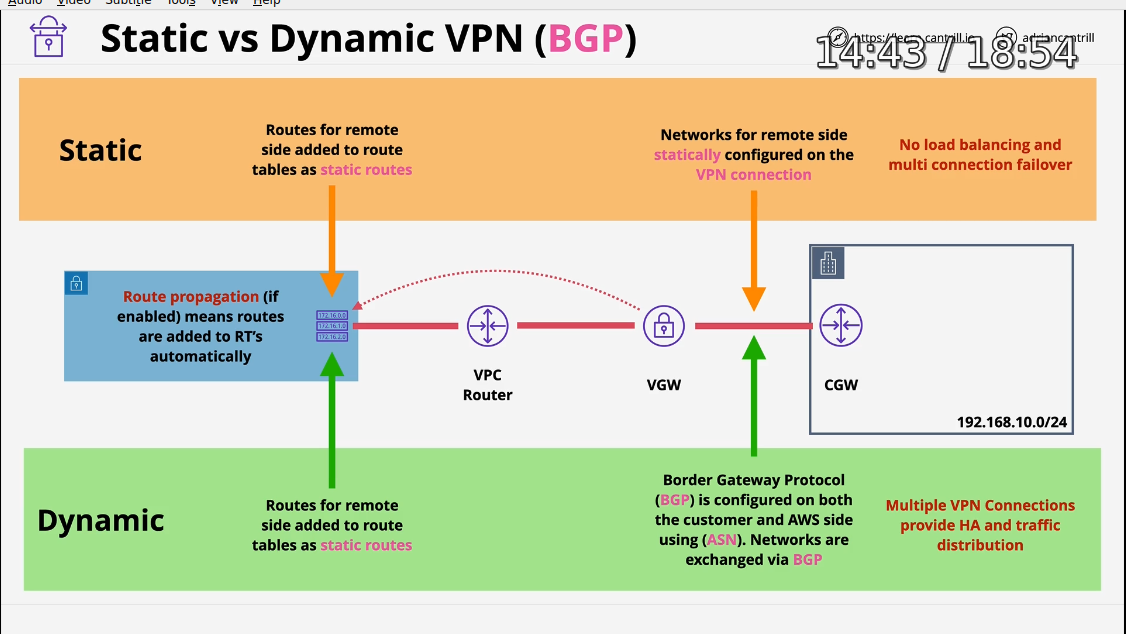 Audio Video Subtitle Tools View Help
Static vs Dynamic VPN (BGP)
adriancantrill
14:43 / 18:54
Static
Routes for remote
side added to route
tables as static routes
Networks for remote side
statically configured on the
VPN connection
No load balancing and
multi connection failover
Route propagation (if
enabled) means routes
are added to RT's
automatically
172.16.0.0
172.16.1.0
172.16.2.0
VPC
Router
VGW
CGW
192.168.10.0/24
Dynamic
Routes for remote
side added to route
tables as static routes
Border Gateway Protocol
(BGP) is configured on both
the customer and AWS side
using (ASN). Networks are
exchanged via BGP
Multiple VPN Connections
provide HA and traffic
distribution